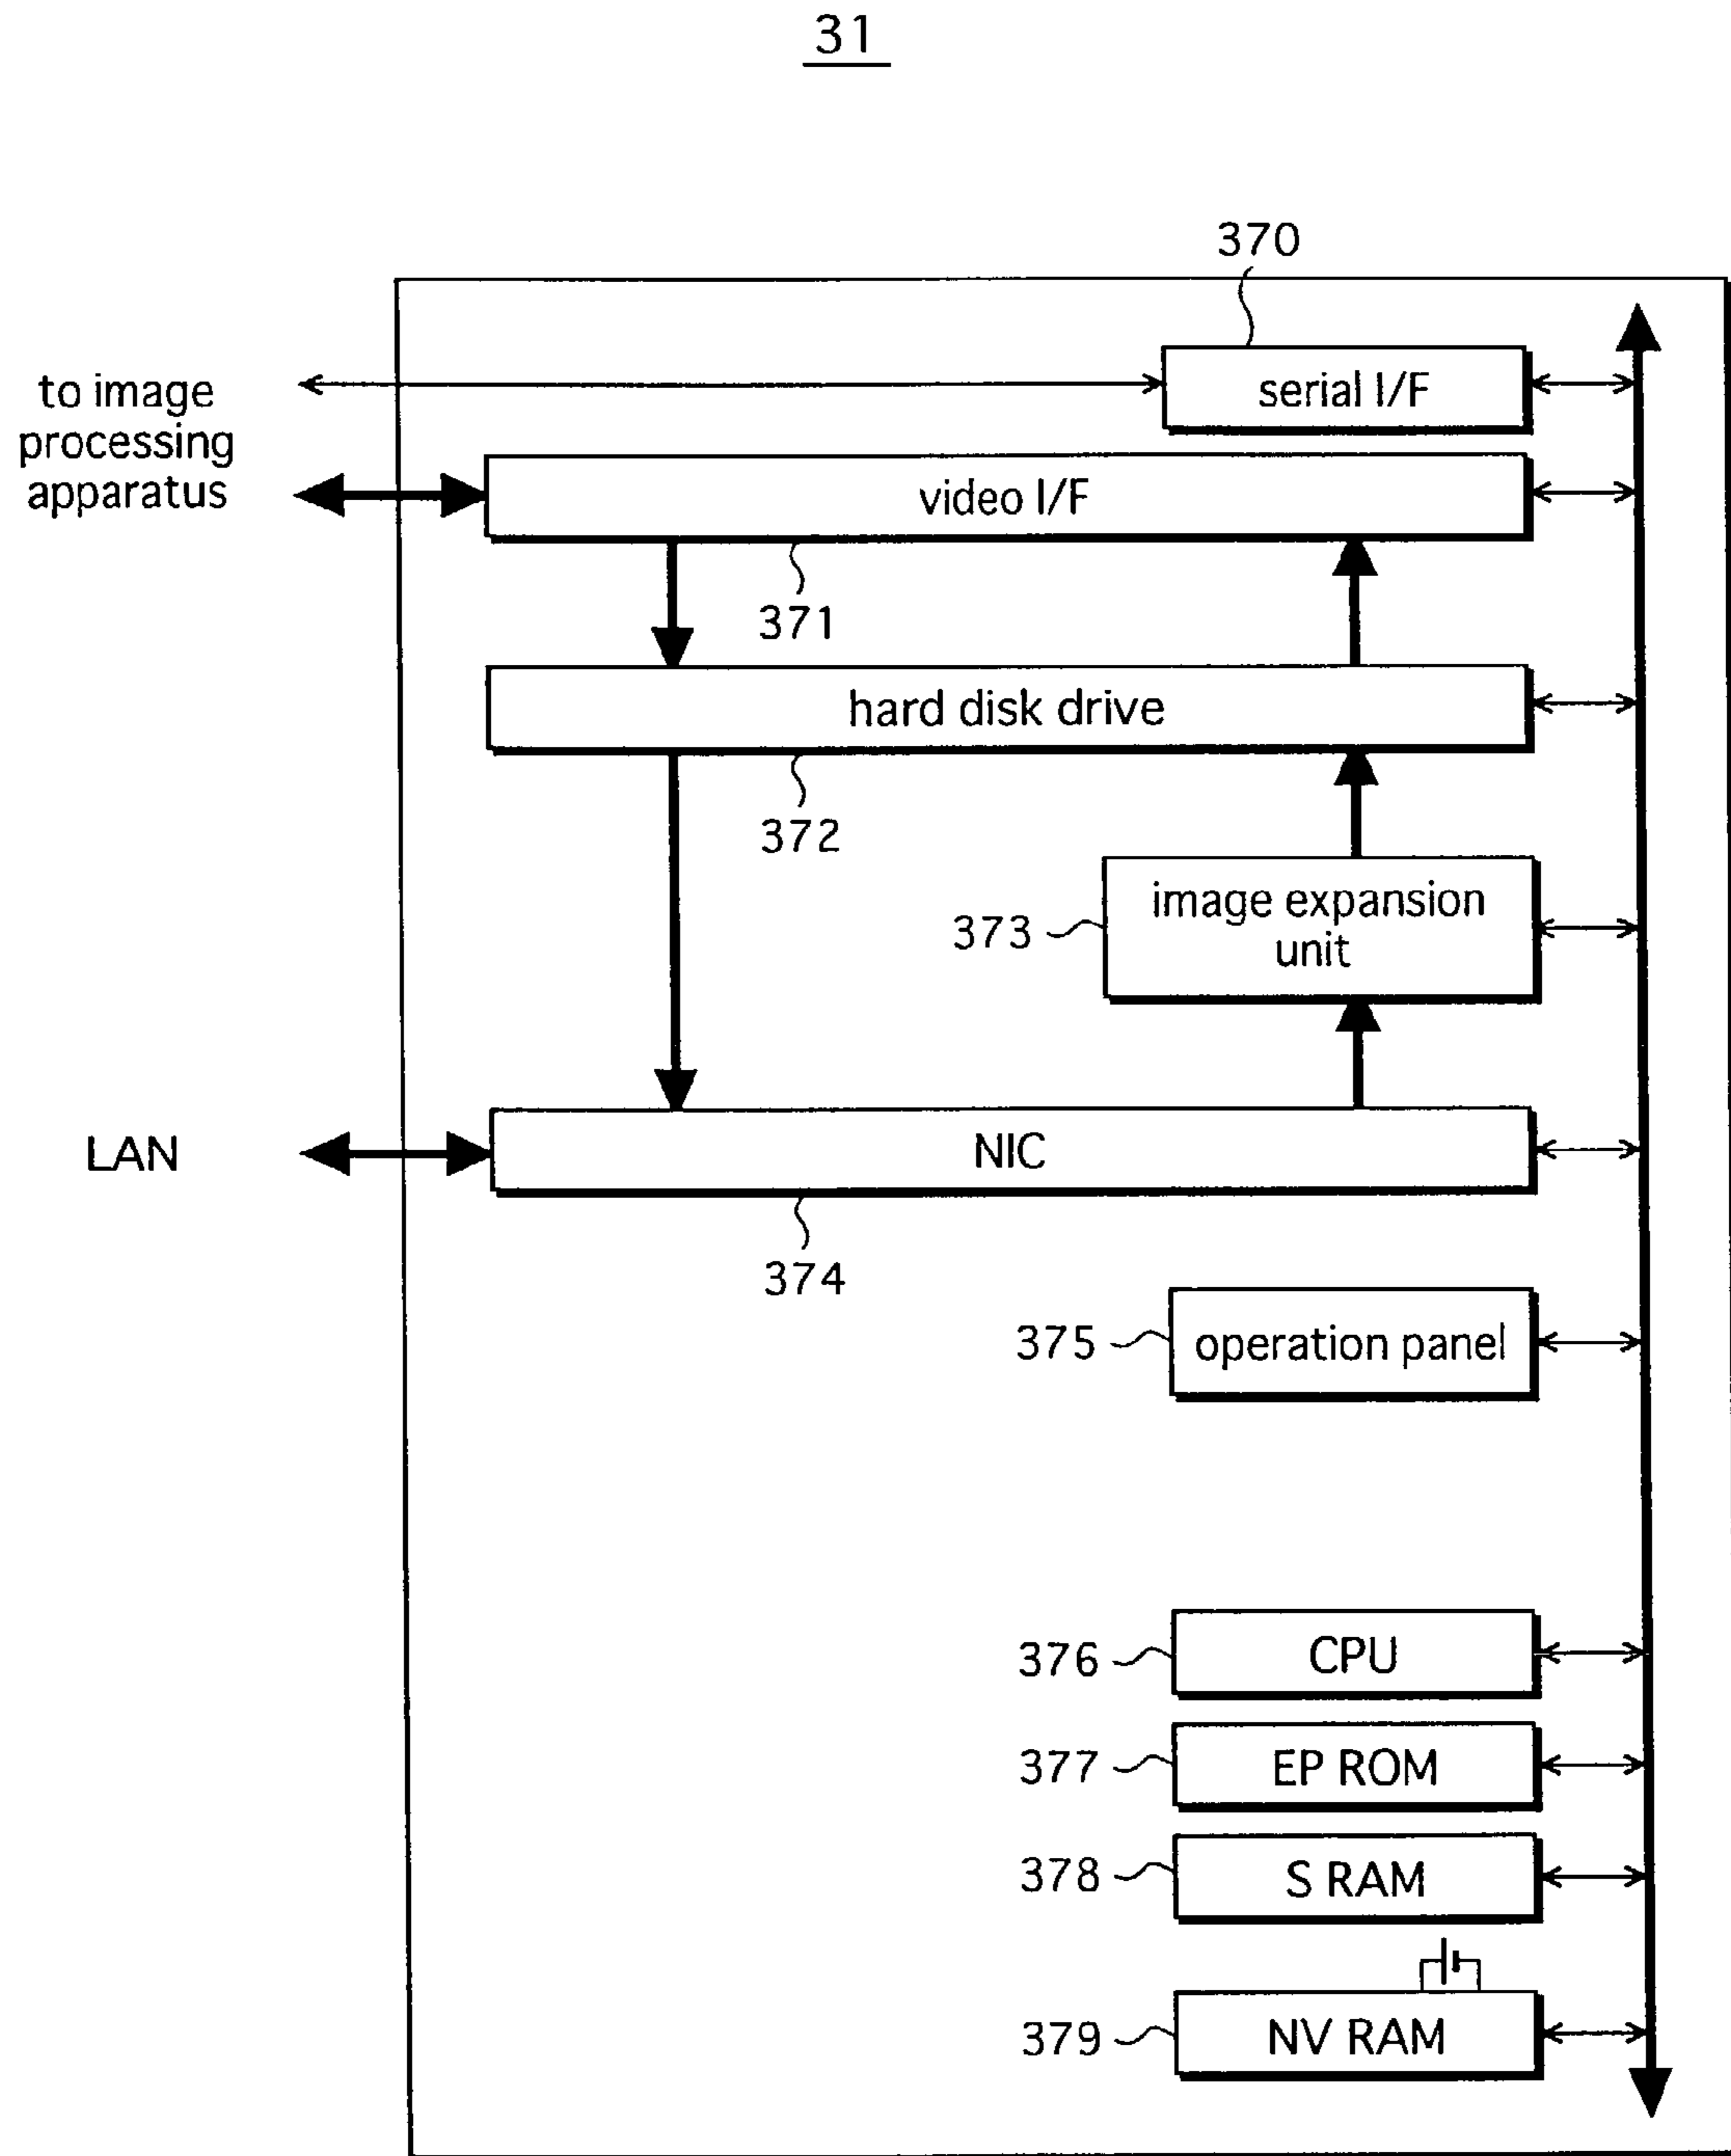 31
370
to image
processing
apparatus
serial I/F
video I/F
371
hard disk drive
372
373
image expansion
unit
LAN
NIC
374
375
operation panel
376
CPU
377
EP ROM
378
S RAM
379
NV RAM